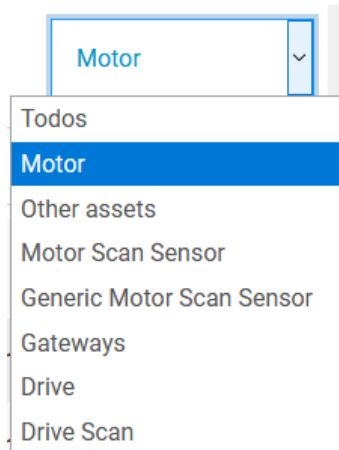 Motor
Todos
Motor
Other assets
Motor Scan Sensor
Generic Motor Scan Sensor
Gateways
Drive
Drive Scan